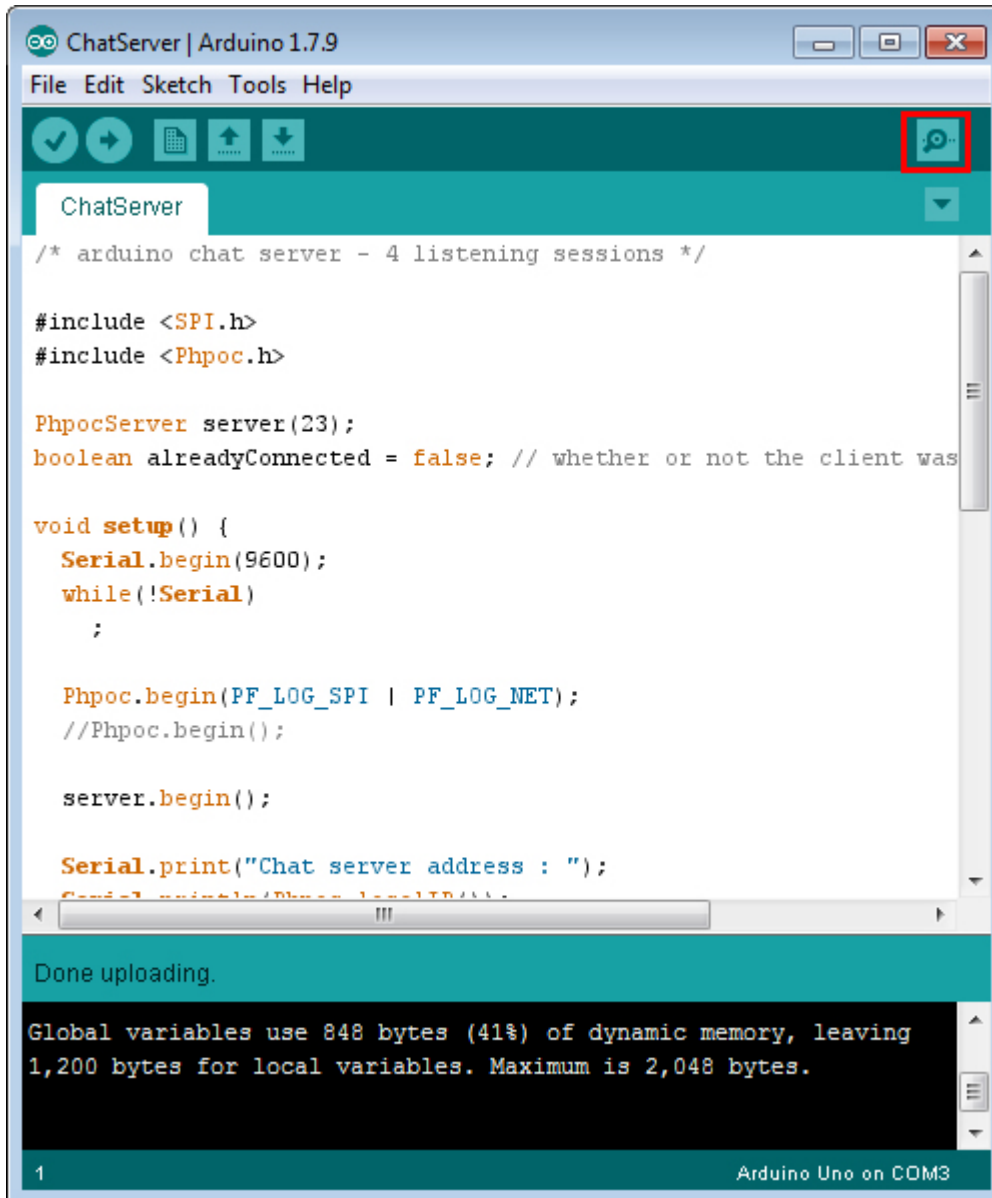 ChatServer | Arduino 1.7.9
File Edit Sketch Tools Help
ChatServer
/* arduino chat server - 4 listening sessions */
#include <SPI.h>
#include <Phpoc.h>
PhpocServer server(23);
boolean alreadyConnected = false; // whether or not the client was
void setup() {
Serial.begin(9600);
while(!Serial)
;
Phpoc.begin(PF_LOG_SPI | PF_LOG_NET);
//Phpoc.begin();
server.begin();
Serial.print("Chat server address : ");
Serial.println(Phpoc.localIP());
Done uploading.
Global variables use 848 bytes (41%) of dynamic memory, leaving
1,200 bytes for local variables. Maximum is 2,048 bytes.
1
Arduino Uno on COM3